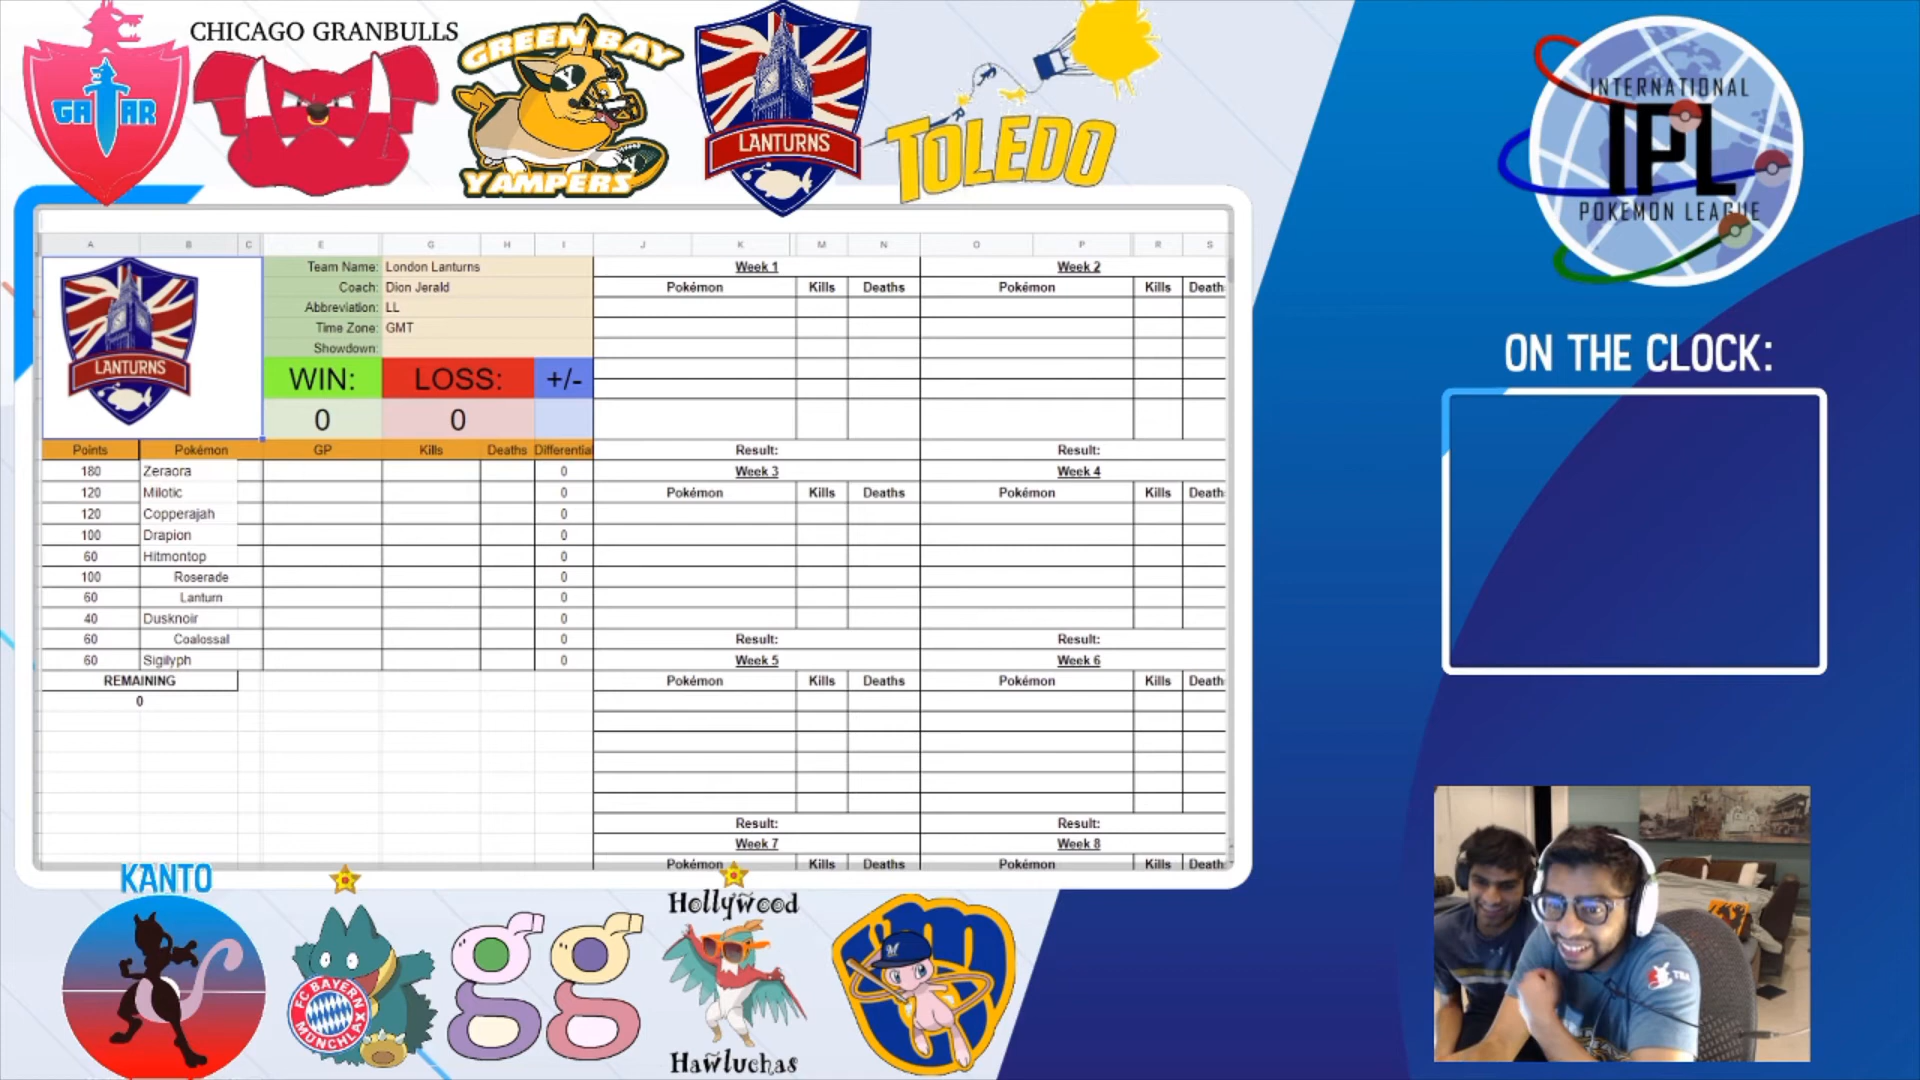 CHICAGO GRANBULLS
GREEN BAY
YAMPERS
LANTURNS
TOLEDO
INTERNATIONAL
IPL
POKEMON LEAGUE
ON THE CLOCK:
A B C E G H I J K M N O P R S
Team Name: London Lanturns
Coach: Dion Jerald
Abbreviation: LL
Time Zone: GMT
Showdown:
LANTURNS
WIN: LOSS: +/-
0 0
Points Pokémon GP Kills Deaths Differential
180 Zeraora 0
120 Milotic 0
120 Copperajah 0
100 Drapion 0
60 Hitmontop 0
100 Roserade 0
60 Lanturn 0
40 Dusknoir 0
60 Coalossal 0
60 Sigilyph 0
REMAINING
0
Week 1 Week 2
Pokémon Kills Deaths Pokémon Kills Death
Result: Result:
Week 3 Week 4
Pokémon Kills Deaths Pokémon Kills Death
Result: Result:
Week 5 Week 6
Pokémon Kills Deaths Pokémon Kills Death
Result: Result:
Week 7 Week 8
Pokémon Kills Deaths Pokémon Kills Death
KANTO
FC BAYERN
MUNCHLAX
gg
Hollywood
Hawluchas
M